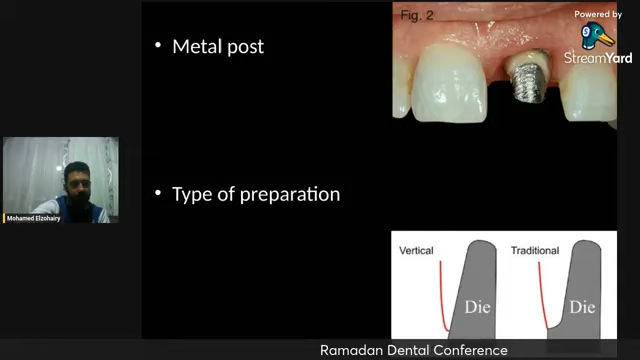 Fig. 2
Powered by
StreamYard
• Metal post
Mohamed Elzohairy
• Type of preparation
Vertical
Traditional
Die
Die
Ramadan Dental Conference